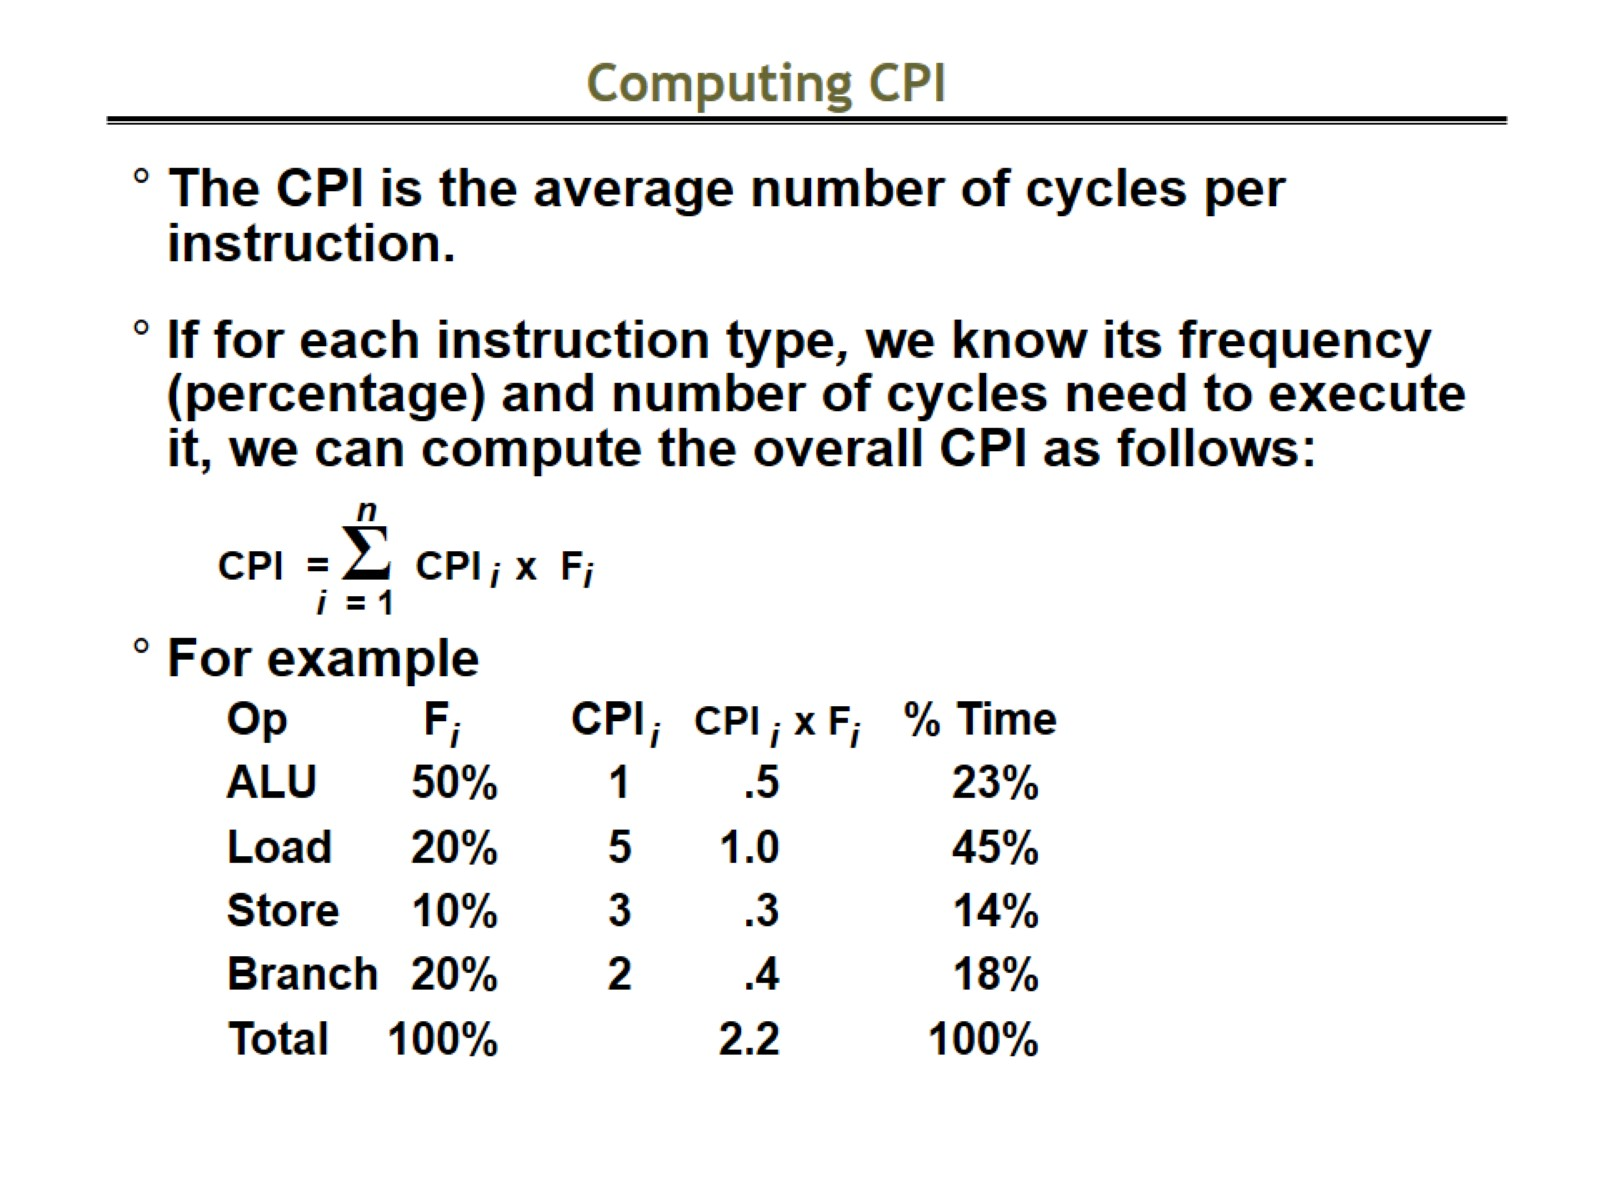 Computing CPI
° The CPI is the average number of cycles per
instruction.
° If for each instruction type, we know its frequency
(percentage) and number of cycles need to execute
it, we can compute the overall CPI as follows:
n
CPI = Σ CPI i x Fi
i = 1
° For example
Op Fi CPI i CPI i x Fi % Time
ALU 50% 1 .5 23%
Load 20% 5 1.0 45%
Store 10% 3 .3 14%
Branch 20% 2 .4 18%
Total 100% 2.2 100%